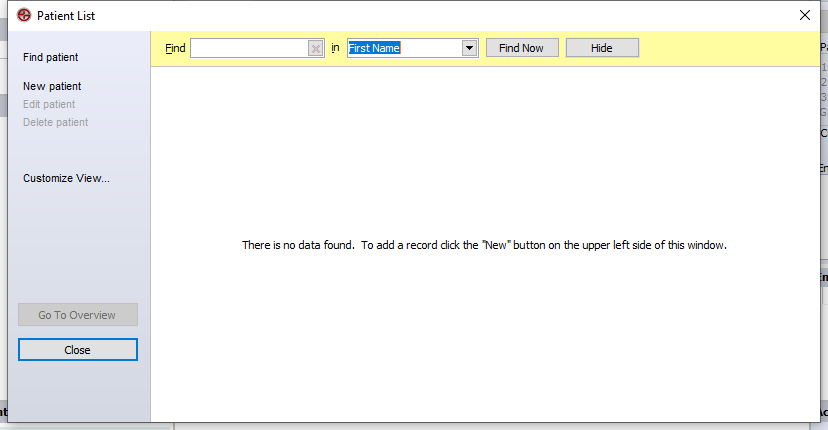 Patient List
Find patient
New patient
Edit patient
Delete patient
Customize View...
Go To Overview
Close
Find
in
First Name
Find Now
Hide
There is no data found.  To add a record click the "New" button on the upper left side of this window.